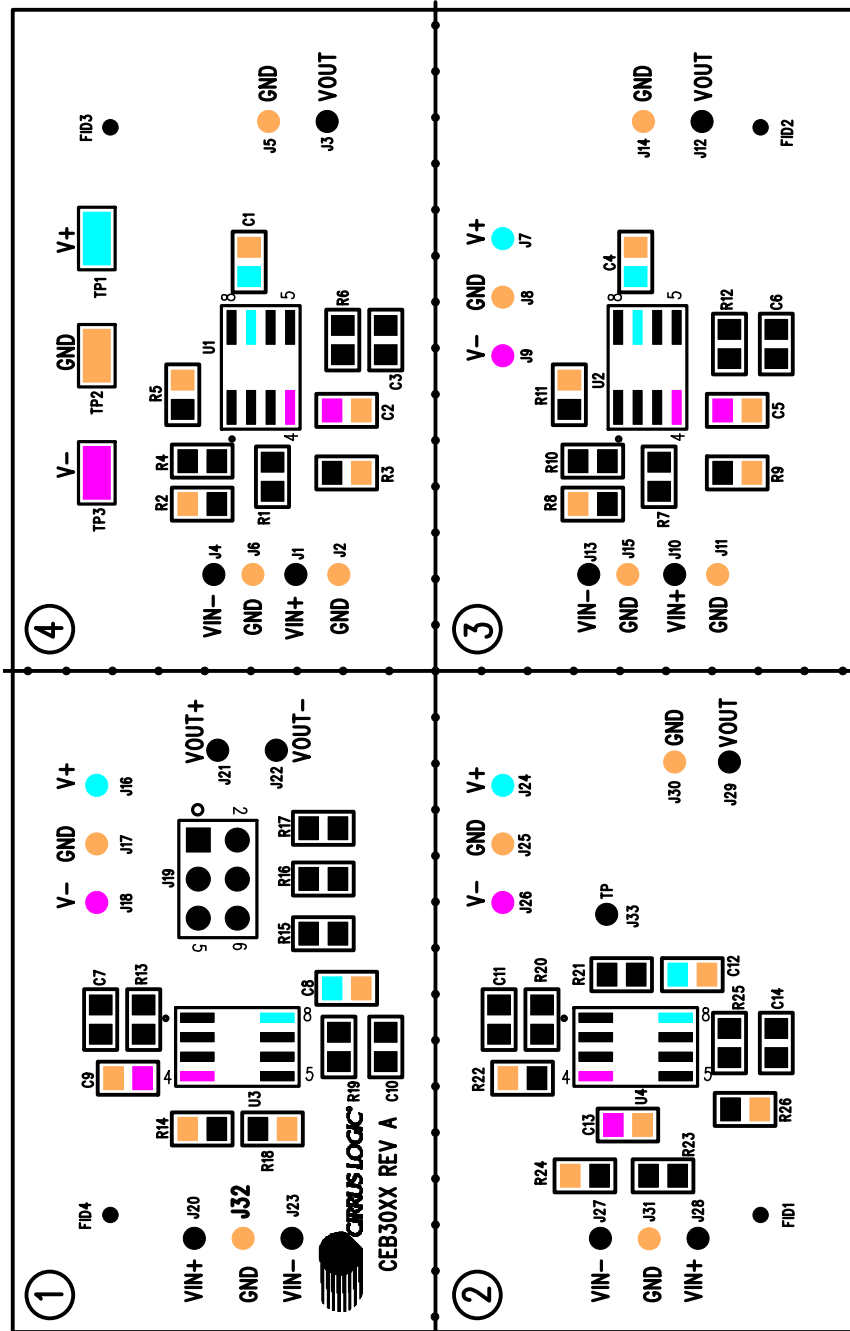 4
FID3
V+
TP1
GND
TP2
V-
TP3
J5
GND
J3
VOUT
C1
8
5
U1
R6
C3
R5
4
C2
R4
R2
R1
R3
VIN-
J4
GND
J6
VIN+
J1
GND
J2
3
V+
J7
GND
J8
V-
J9
J14
GND
J12
VOUT
FID2
C4
8
5
U2
R12
C6
R11
4
C5
R10
R8
R7
R9
VIN-
J13
GND
J15
VIN+
J10
GND
J11
1
V+
J16
GND
J17
V-
J18
VOUT+
J21
J22
VOUT-
J19
2
5
6
R17
R16
R15
C7
R13
C8
C9
4
8
5
R19
C10
R14
U3
R18
FID4
VIN+
J20
GND
J32
VIN-
J23
CIRRUS LOGIC
CEB30XX REV A
2
V+
J24
GND
J25
V-
J26
J30
GND
J29
VOUT
TP
J33
C11
R20
R21
C12
R22
4
8
5
R25
C14
C13
U4
R26
R24
R23
VIN-
J27
GND
J31
VIN+
J28
FID1